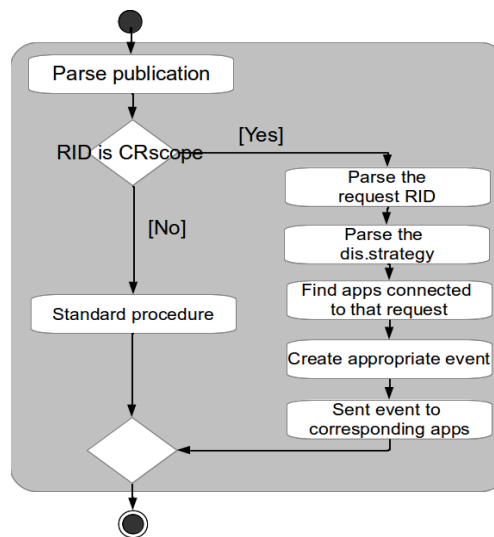 Parse publication
RID is CRscope
[Yes]
Parse the
request RID
[No]
Parse the
dis.strategy
Find apps connected
to that request
Standard procedure
Create appropriate event
Sent event to
corresponding apps